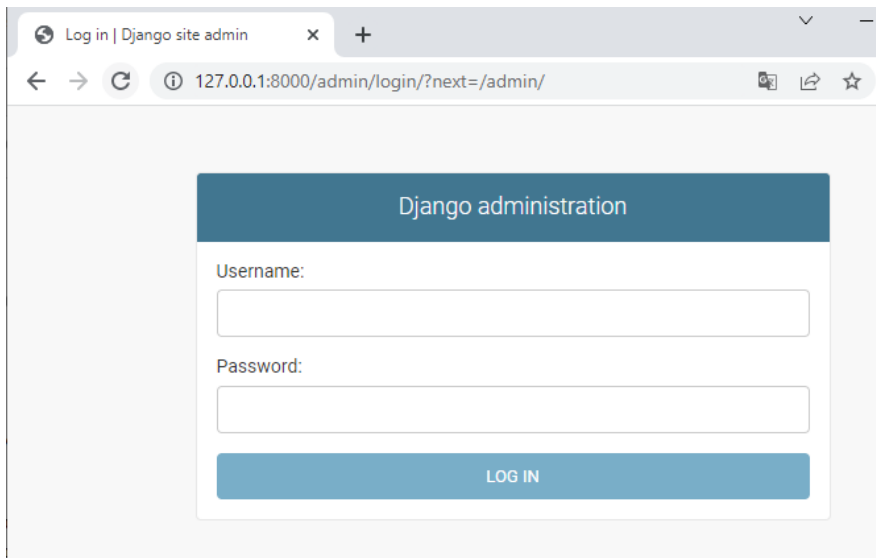 Log in | Django site admin
127.0.0.1:8000/admin/login/?next=/admin/
Django administration
Username:
Password:
LOG IN